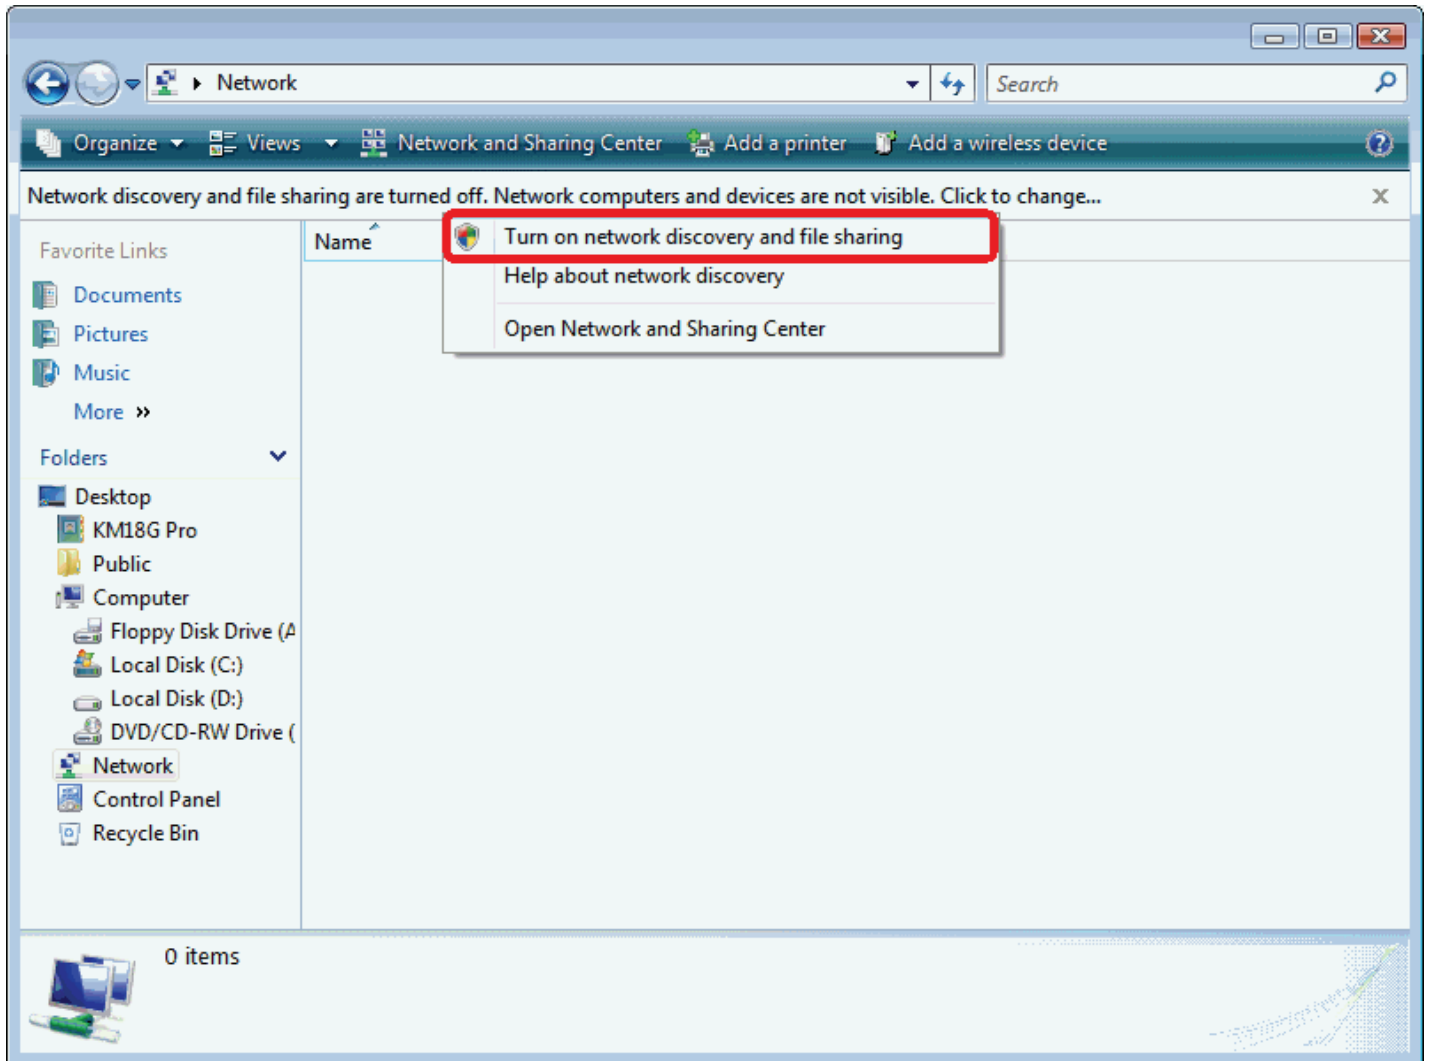 Network
Search
Organize Views Network and Sharing Center Add a printer Add a wireless device
Network discovery and file sharing are turned off. Network computers and devices are not visible. Click to change...
Turn on network discovery and file sharing
Help about network discovery
Open Network and Sharing Center
Name
Favorite Links
Documents
Pictures
Music
More »
Folders
Desktop
KM18G Pro
Public
Computer
Floppy Disk Drive (A
Local Disk (C:)
Local Disk (D:)
DVD/CD-RW Drive (
Network
Control Panel
Recycle Bin
0 items